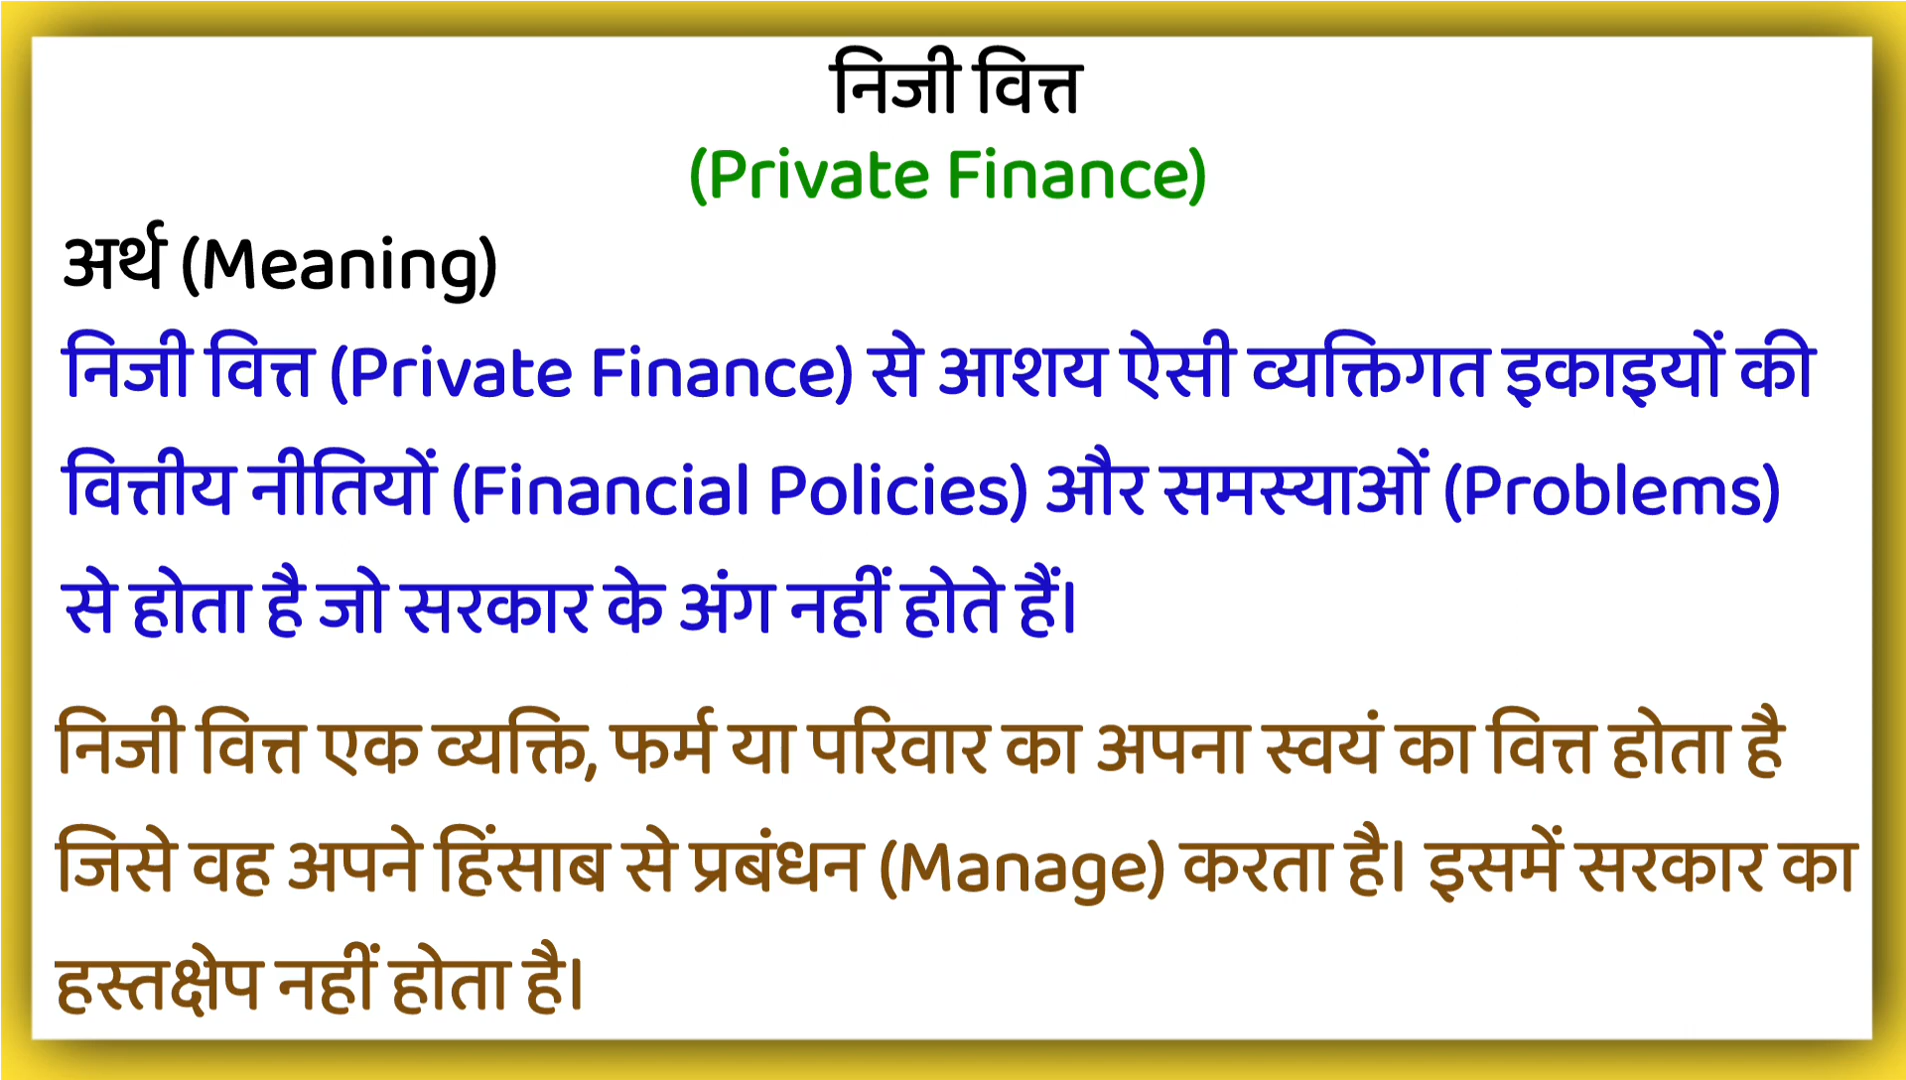 निजी वित्त
(Private Finance)
अर्थ (Meaning)
निजी वित्त (Private Finance) से आशय ऐसी व्यक्तिगत इकाइयों की
वित्तीय नीतियों (Financial Policies) और समस्याओं (Problems)
से होता है जो सरकार के अंग नहीं होते हैं।
निजी वित्त एक व्यक्ति, फर्म या परिवार का अपना स्वयं का वित्त होता है
जिसे वह अपने हिंसाब से प्रबंधन (Manage) करता है। इसमें सरकार का
हस्तक्षेप नहीं होता है।